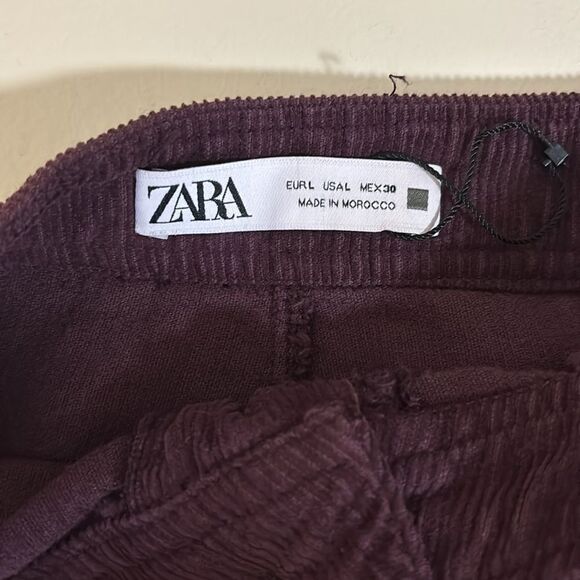 ZARA
EUR L USA L MEX 30
MADE IN MOROCCO